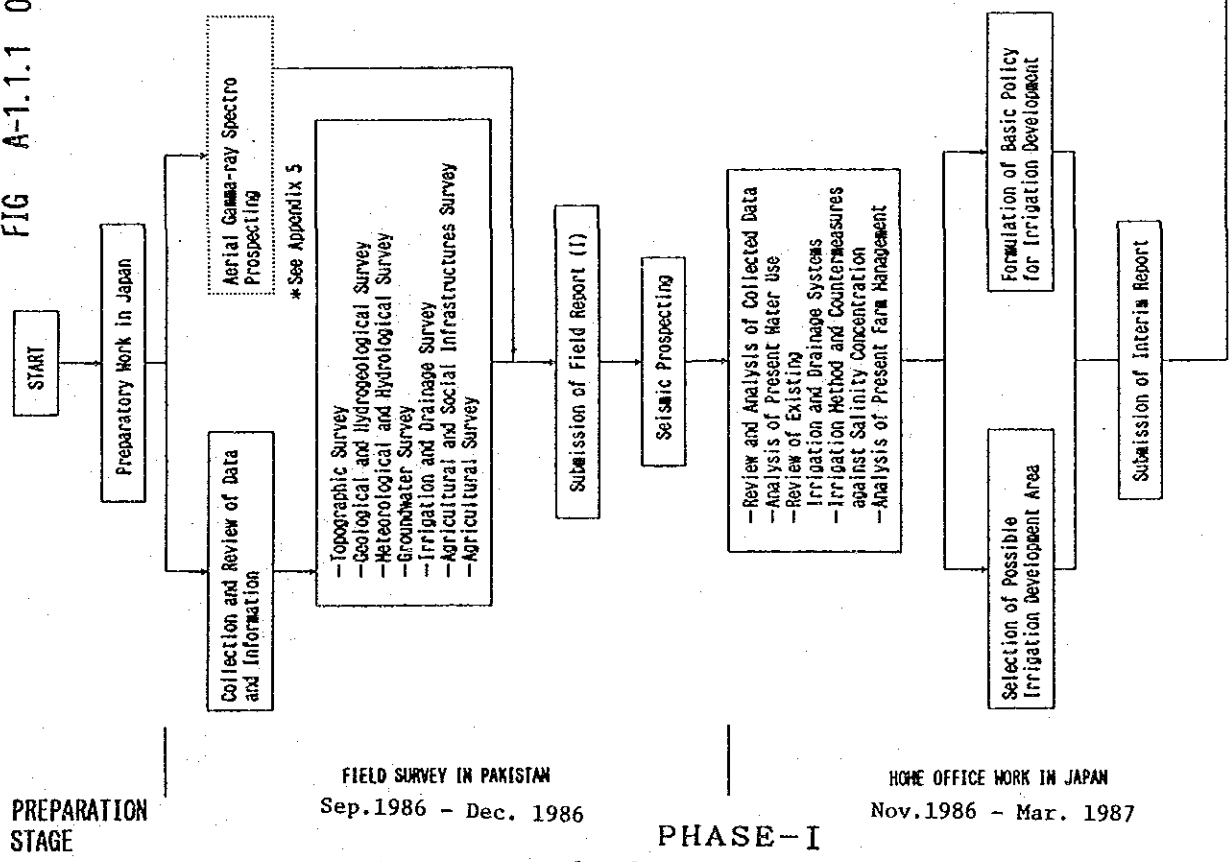 FIG A-1.1.1
START
Preparatory Work in Japan
Collection and Review of Data
and Information
Aerial Gamma-ray Spectro
Prospecting
*See Appendix 5
—Topographic Survey
—Geological and Hydrogeological Survey
—Meteorological and Hydrological Survey
—Groundwater Survey
—Irrigation and Drainage Survey
—Agricultural and Social Infrastructures Survey
—Agricultural Survey
Submission of Field Report (I)
Seismic Prospecting
—Review and Analysis of Collected Data
—Analysis of Present Water Use
—Review of Existing
Irrigation and Drainage Systems
—Irrigation Method and Countermeasures
against Salinity Concentration
—Analysis of Present Farm Management
Selection of Possible
Irrigation Development Area
Formulation of Basic Policy
for Irrigation Development
Submission of Interim Report
PREPARATION
STAGE
FIELD SURVEY IN PAKISTAN
Sep.1986 - Dec. 1986
PHASE-I
HOME OFFICE WORK IN JAPAN
Nov.1986 - Mar. 1987